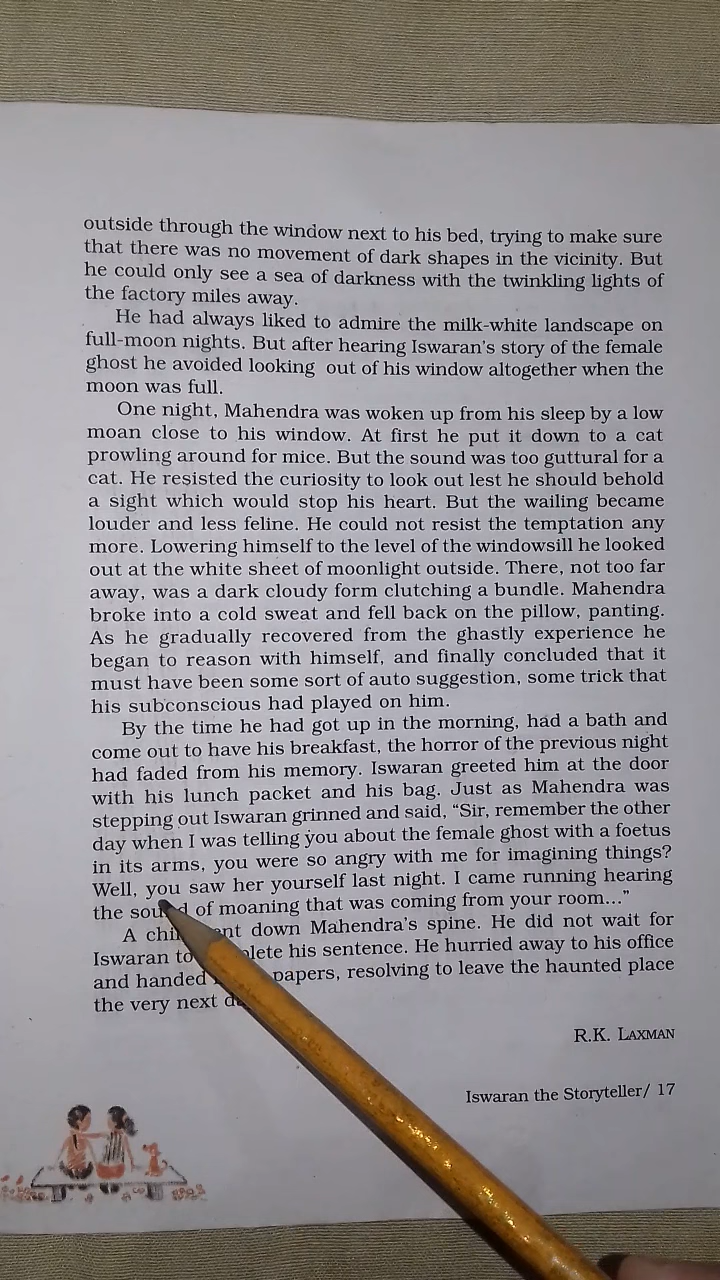 outside through the window next to his bed, trying to make sure
that there was no movement of dark shapes in the vicinity. But
he could only see a sea of darkness with the twinkling lights of
the factory miles away.
He had always liked to admire the milk-white landscape on
full-moon nights. But after hearing Iswaran's story of the female
ghost he avoided looking out of his window altogether when the
moon was full.
One night, Mahendra was woken up from his sleep by a low
moan close to his window. At first he put it down to a cat
prowling around for mice. But the sound was too guttural for a
cat. He resisted the curiosity to look out lest he should behold
a sight which would stop his heart. But the wailing became
louder and less feline. He could not resist the temptation any
more. Lowering himself to the level of the windowsill he looked
out at the white sheet of moonlight outside. There, not too far
away, was a dark cloudy form clutching a bundle. Mahendra
broke into a cold sweat and fell back on the pillow, panting.
As he gradually recovered from the ghastly experience he
began to reason with himself, and finally concluded that it
must have been some sort of auto suggestion, some trick that
his subconscious had played on him.
By the time he had got up in the morning, had a bath and
come out to have his breakfast, the horror of the previous night
had faded from his memory. Iswaran greeted him at the door
with his lunch packet and his bag. Just as Mahendra was
stepping out Iswaran grinned and said, “Sir, remember the other
day when I was telling you about the female ghost with a foetus
in its arms, you were so angry with me for imagining things?
Well, you saw her yourself last night. I came running hearing
the sound of moaning that was coming from your room...”
A down Mahendra's spine. He did not wait for
Iswaran to his sentence. He hurried away to his office
and handed papers, resolving to leave the haunted place
the very next
R.K. LAXMAN
Iswaran the Storyteller/ 17